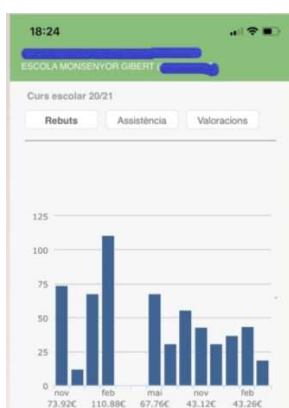 18:24
ESCOLA MONSENYOR GIBERT (
Curs escolar 20/21
Rebuts Assistència Valoracions
125
100
75
50
25
0
nov feb mai nov feb
73.92€ 110.88€ 67.76€ 43.12€ 43.26€